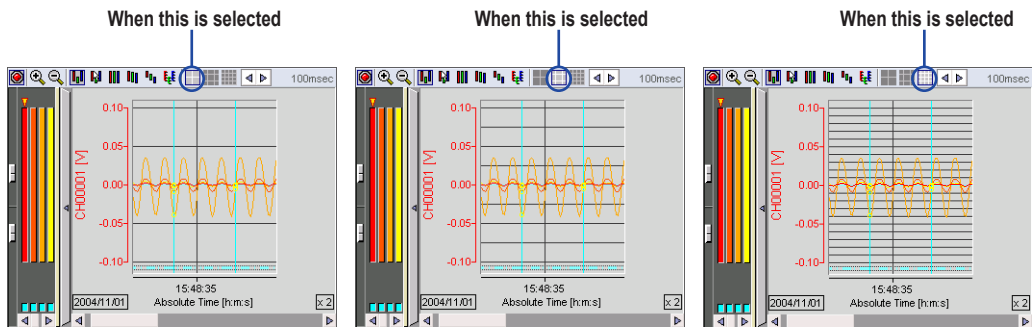 When this is selected
When this is selected
When this is selected
100msec
0.10
0.05
0.00
-0.05
-0.10
CH00001 [V]
15:48:35
2004/11/01
Absolute Time [h:m:s]
x 2
100msec
0.10
0.05
0.00
-0.05
-0.10
CH00001 [V]
15:48:35
2004/11/01
Absolute Time [h:m:s]
x 2
100msec
0.10
0.05
0.00
-0.05
-0.10
CH00001 [V]
15:48:35
2004/11/01
Absolute Time [h:m:s]
x 2